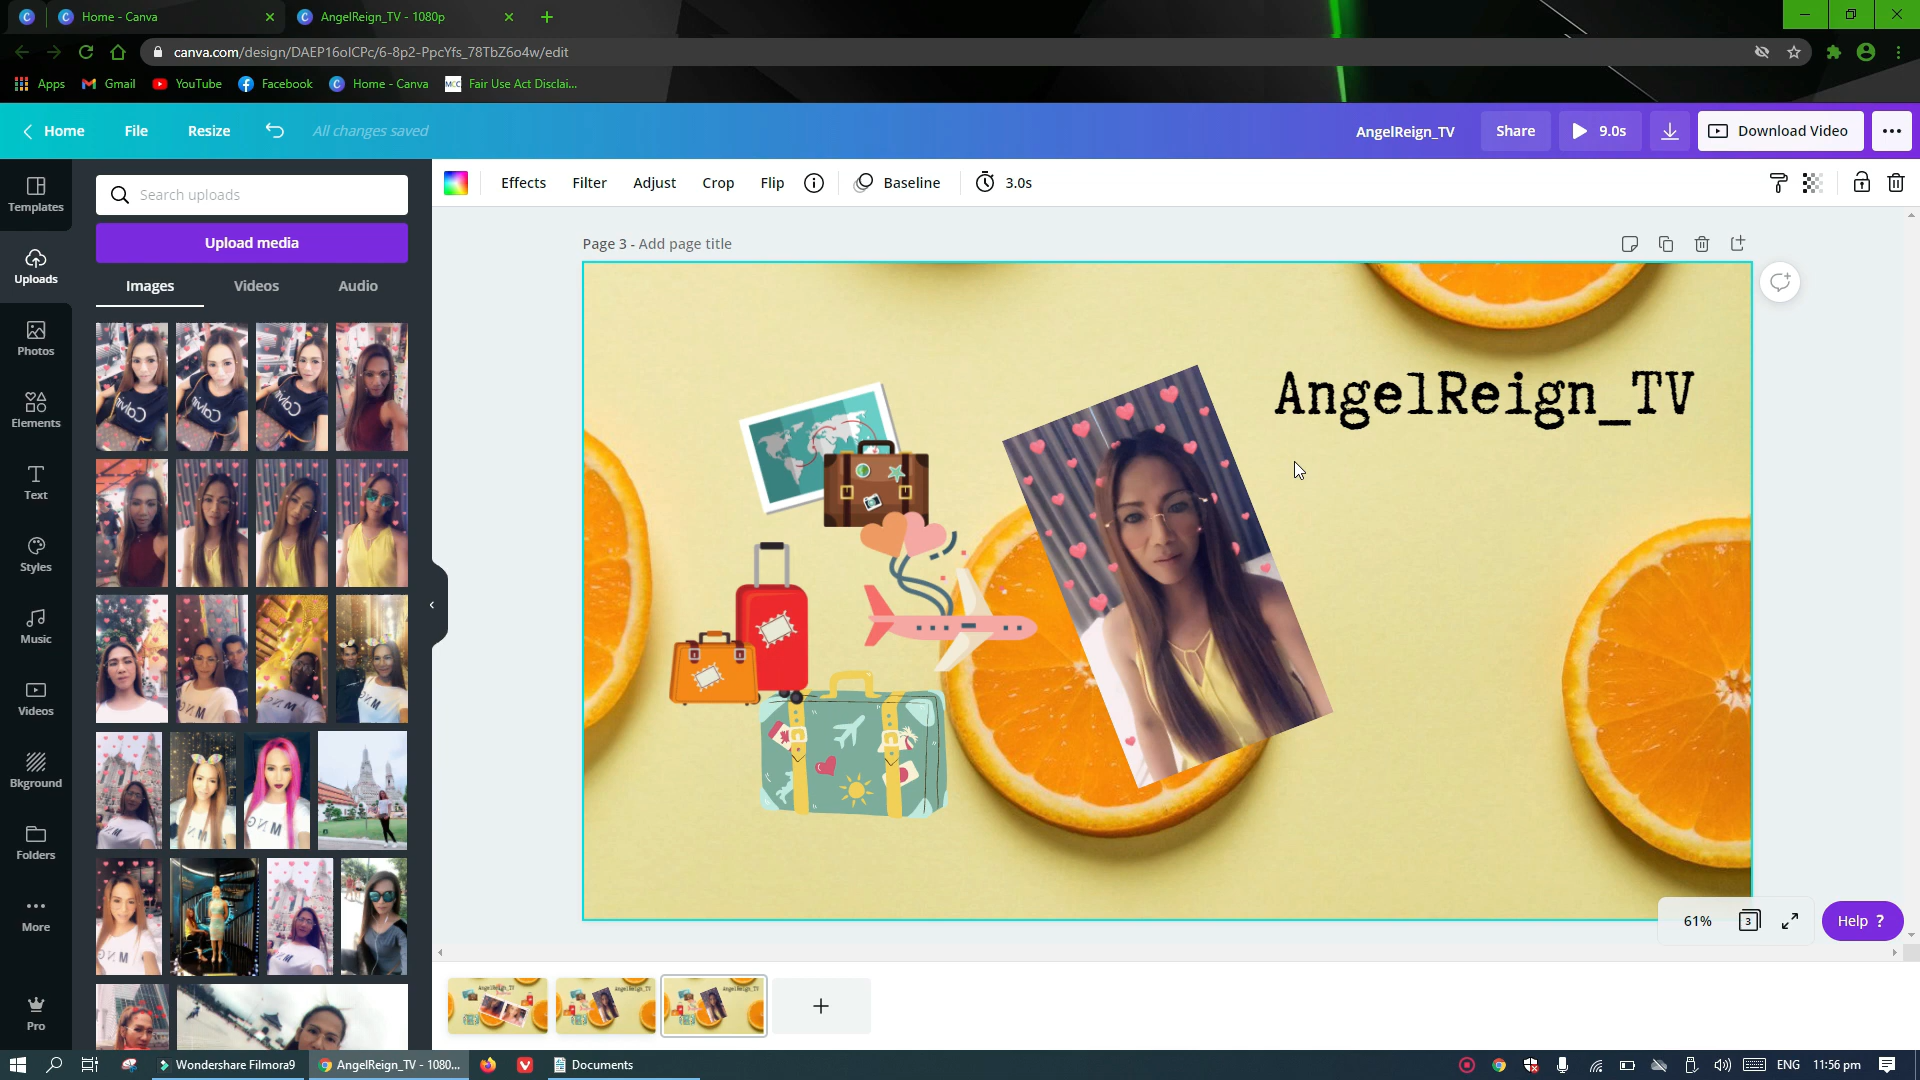 Home - Canva
AngelReign_TV - 1080p
canva.com/design/DAEP16olCPc/6-8p2-PpcYfs_78TbZ6o4w/edit
Apps
Gmail
YouTube
Facebook
Home - Canva
MCC
Fair Use Act Disclai...
Home
File
Resize
All changes saved
AngelReign_TV
Share
9.0s
Download Video
Templates
Uploads
Photos
Elements
Text
Styles
Music
Videos
Bkground
Folders
More
Pro
Search uploads
Upload media
Images
Videos
Audio
Effects
Filter
Adjust
Crop
Flip
Baseline
3.0s
Page 3 - Add page title
AngelReign_TV
61%
3
Help ?
Wondershare Filmora9
AngelReign_TV - 1080...
Documents
ENG
11:56 pm